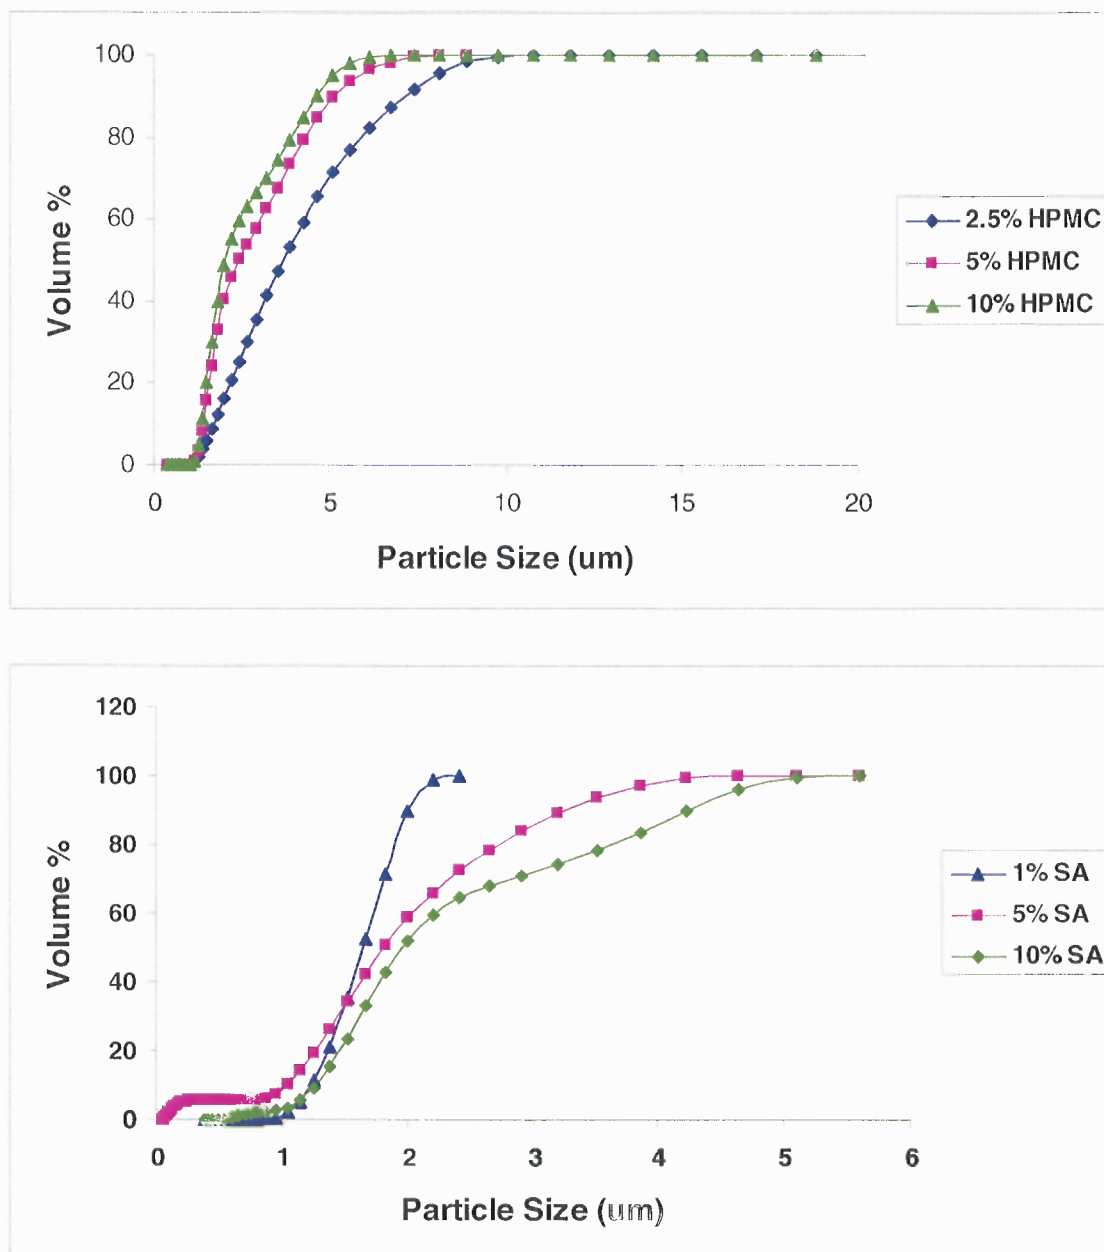 100
80
60
40
20
0
Volume %
0 5 10 15 20
Particle Size (um)
2.5% HPMC
5% HPMC
10% HPMC
120
100
80
60
40
20
0
Volume %
0 1 2 3 4 5 6
Particle Size (um)
1% SA
5% SA
10% SA